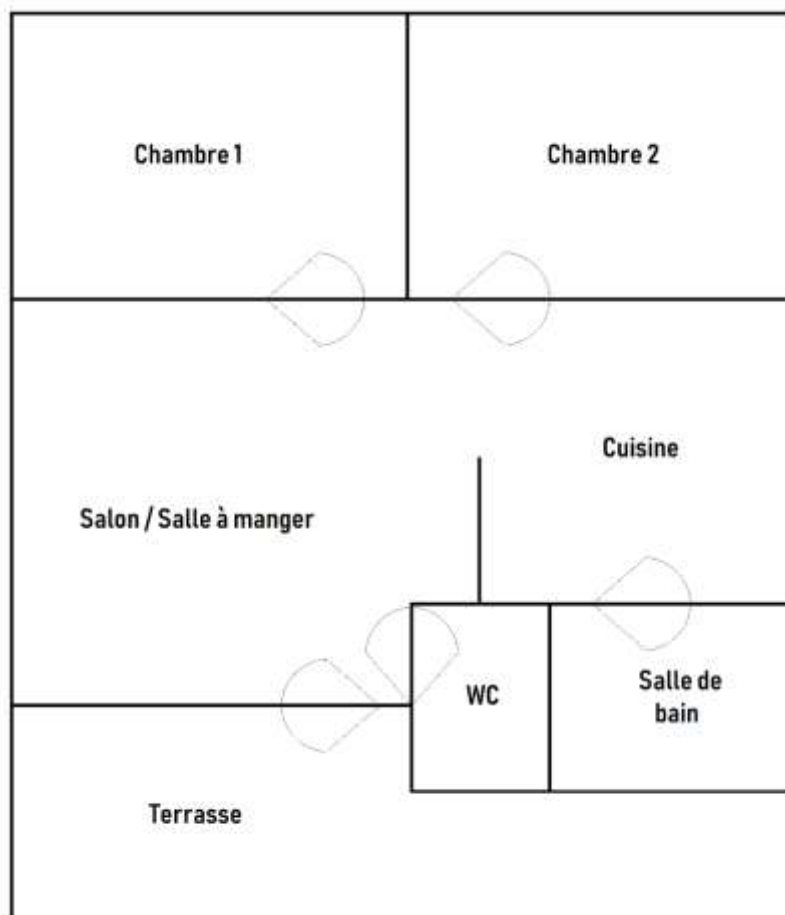 Chambre 1
Chambre 2
Cuisine
Salon / Salle à manger
WC
Salle de
bain
Terrasse